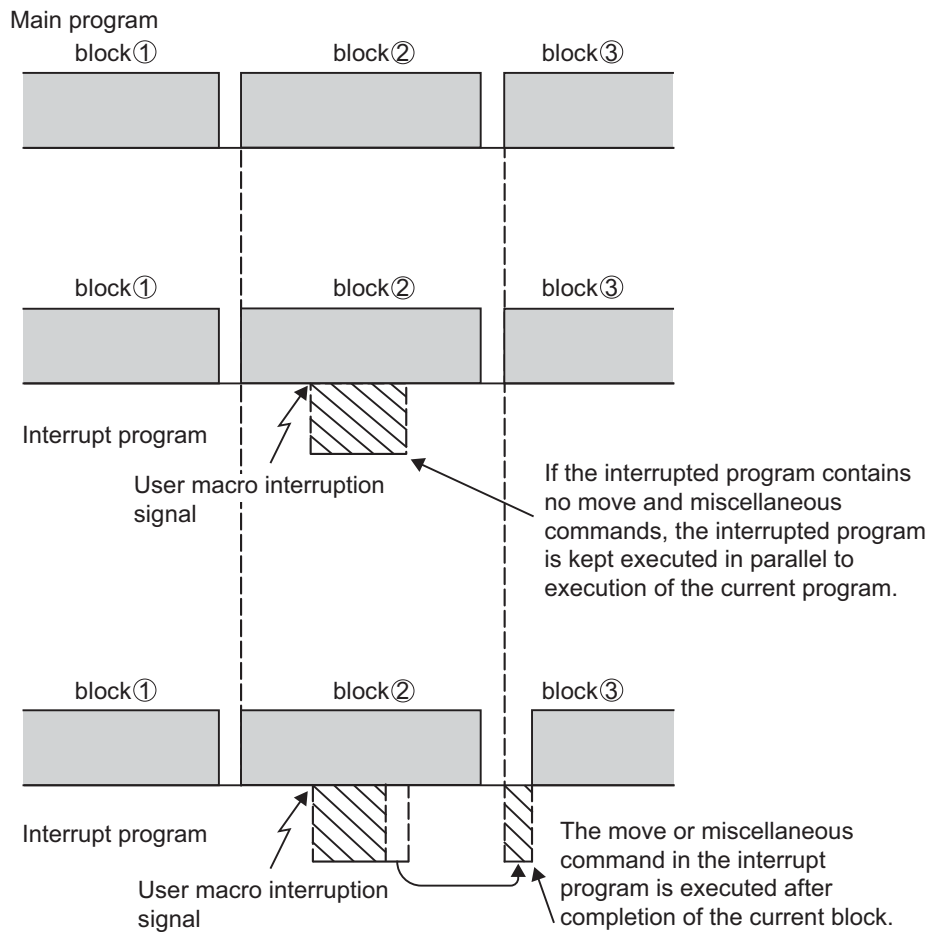 Main program
block① block② block③
block① block② block③
Interrupt program
User macro interruption
signal
If the interrupted program contains
no move and miscellaneous
commands, the interrupted program
is kept executed in parallel to
execution of the current program.
block① block② block③
Interrupt program
User macro interruption
signal
The move or miscellaneous
command in the interrupt
program is executed after
completion of the current block.